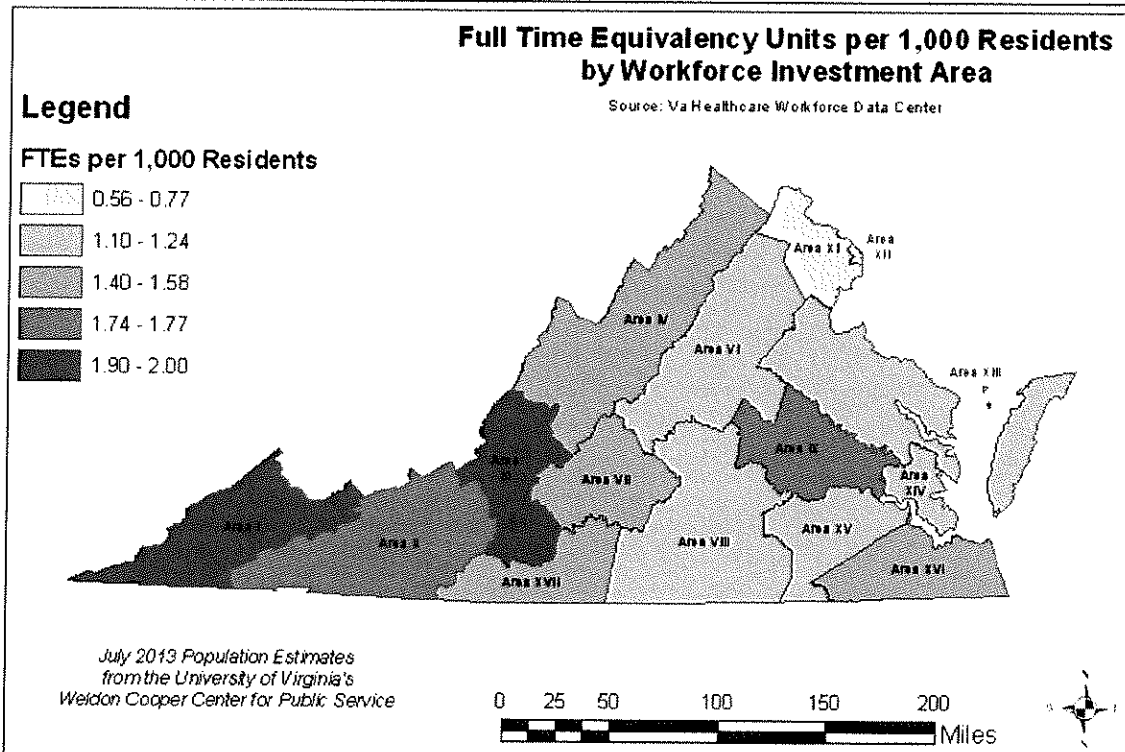 Full Time Equivalency Units per 1,000 Residents
by Workforce Investment Area
Source: Va Healthcare Workforce Data Center
Legend
FTEs per 1,000 Residents
0.56 - 0.77
1.10 - 1.24
1.40 - 1.58
1.74 - 1.77
1.90 - 2.00
Area XI
Area
XII
Area IV
Area VI
Area XIII
Area
Area IX
Area VII
Area
XIV
Area I
Area II
Area VIII
Area XV
Area XVII
Area XVI
July 2013 Population Estimates
from the University of Virginia's
Weldon Cooper Center for Public Service
0 25 50 100 150 200
Miles